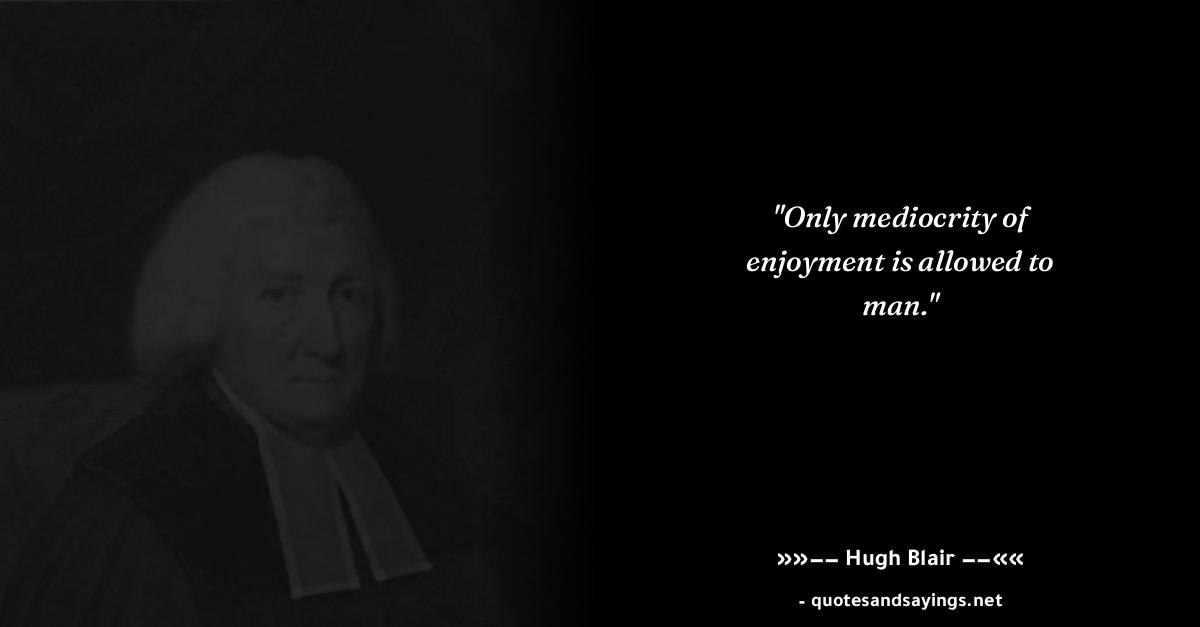 "Only mediocrity of
enjoyment is allowed to
man."
»»−− Hugh Blair −−««
- quotesandsayings.net